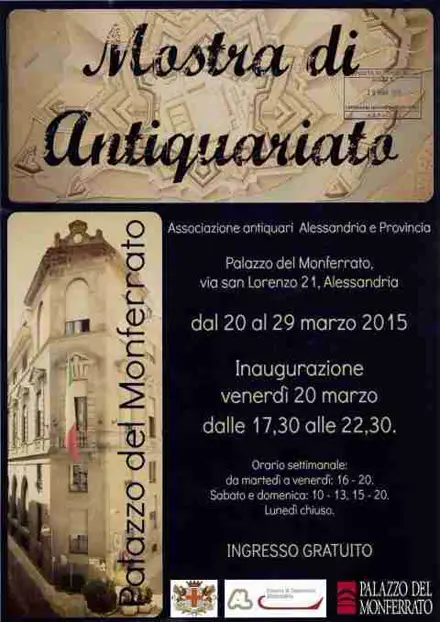 Mostra di
Antiquariato
Palazzo del Monferrato
Associazione antiquari Alessandria e Provincia
Palazzo del Monferrato,
via san Lorenzo 21, Alessandria
dal 20 al 29 marzo 2015
Inaugurazione
venerdì 20 marzo
dalle 17,30 alle 22,30.
Orario settimanale:
da martedì a venerdì: 16 - 20.
Sabato e domenica: 10 - 13, 15 - 20.
Lunedì chiuso.
INGRESSO GRATUITO
PALAZZO DEL
MONFERRATO